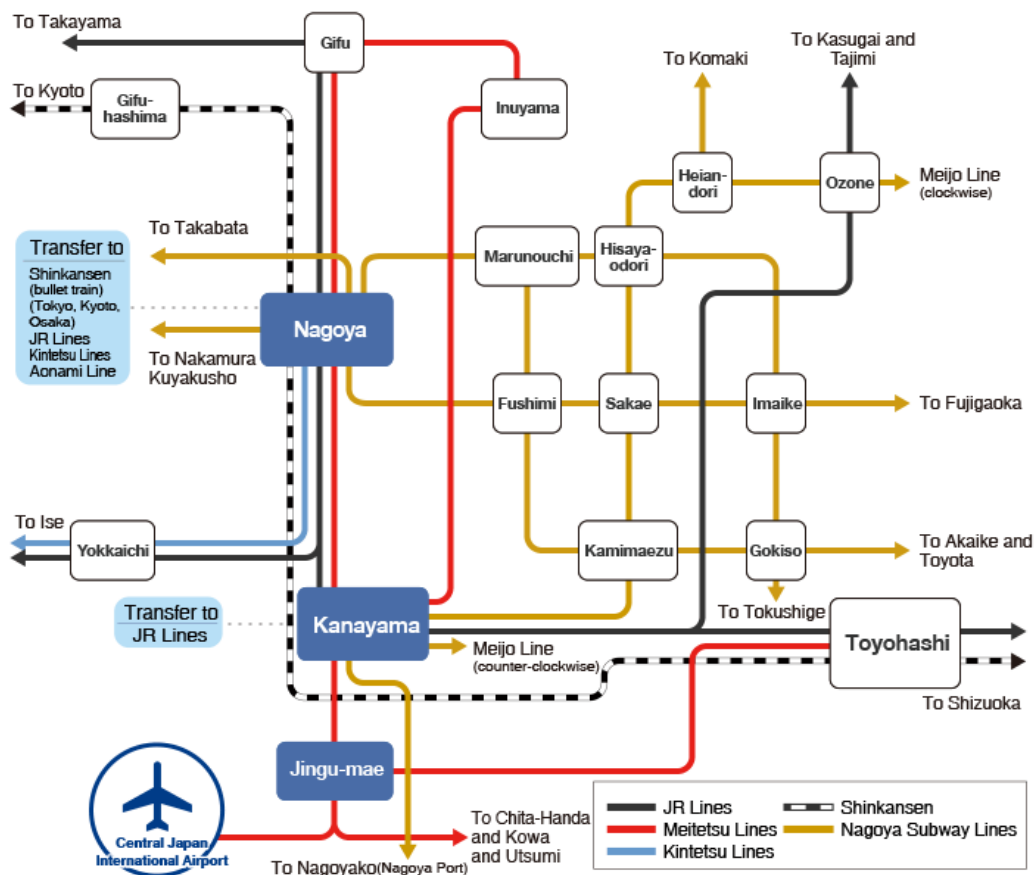 To Takayama
Gifu
To Kyoto
Gifu-
hashima
Inuyama
To Komaki
To Kasugai and
Tajimi
Heian-
dori
Ozone
Meijo Line
(clockwise)
To Takabata
Transfer to
Shinkansen
(bullet train)
(Tokyo, Kyoto,
Osaka)
JR Lines
Kintetsu Lines
Aonami Line
Marunouchi
Hisaya-
odori
Nagoya
To Nakamura
Kuyakusho
Fushimi
Sakae
Imaike
To Fujigaoka
To Ise
Yokkaichi
Kamimaezu
Gokiso
To Akaike and
Toyota
Transfer to
JR Lines
Kanayama
To Tokushige
Toyohashi
Meijo Line
(counter-clockwise)
To Shizuoka
Jingu-mae
Central Japan
International Airport
To Chita-Handa
and Kowa
and Utsumi
To Nagoyako(Nagoya Port)
JR Lines
Shinkansen
Meitetsu Lines
Nagoya Subway Lines
Kintetsu Lines